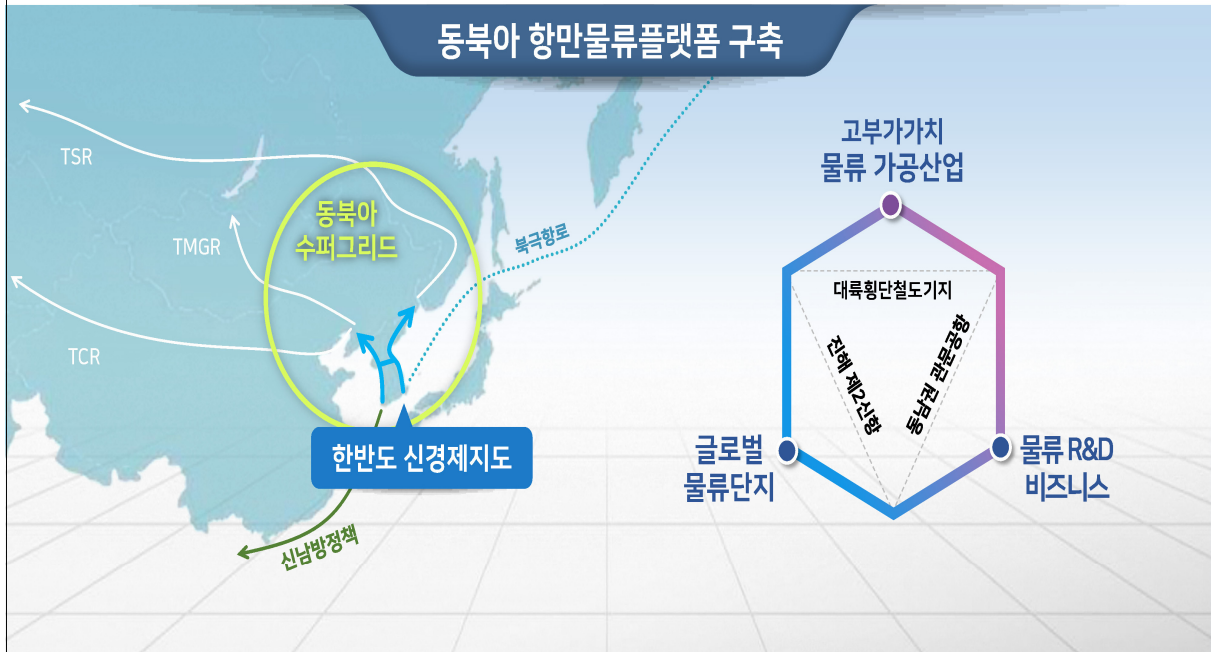 동북아 항만물류플랫폼 구축
TSR
동북아
수퍼그리드
TMGR
북극항로
TCR
한반도 신경제지도
신남방정책
고부가가치
물류 가공산업
대륙횡단철도기지
진해 제2신항
동남권 관문공항
글로벌
물류단지
물류 R&D
비즈니스